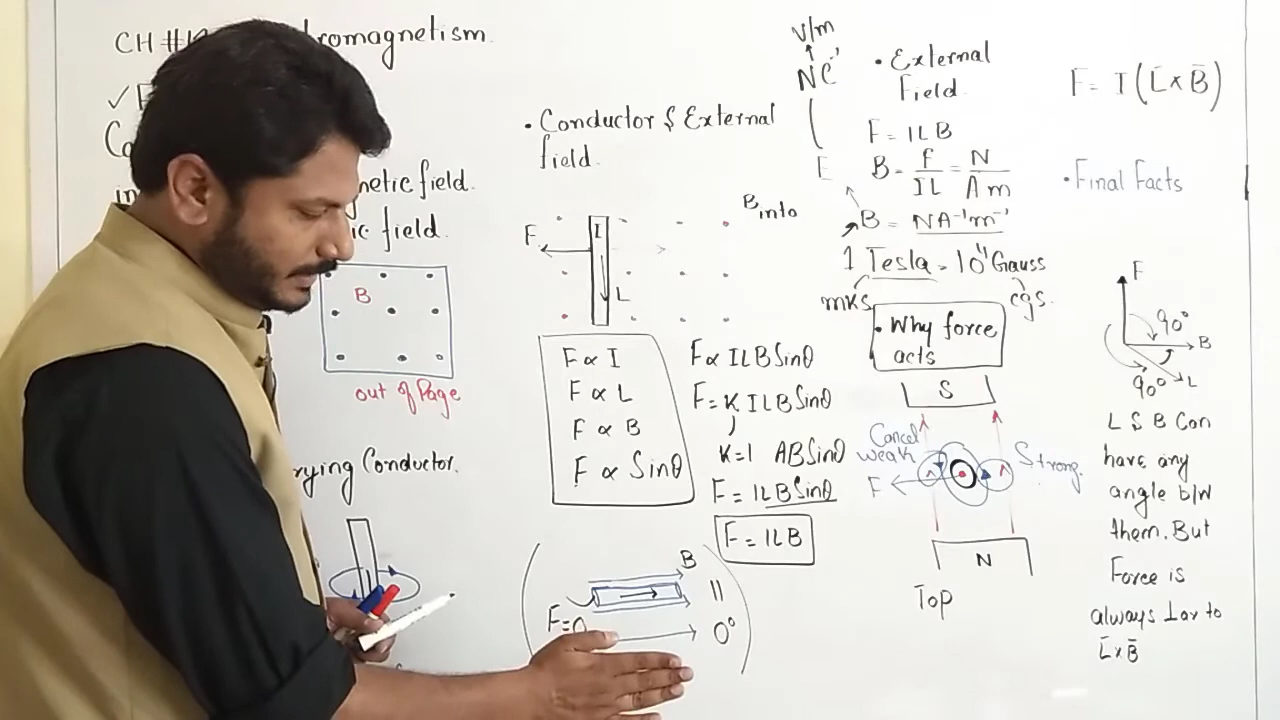 CH #
romagnetism.
✓ F
Co
in
netic field.
ic field.
B
out of Page
rying Conductor.
• Conductor & External
field.
B into
F
I
L
F ∝ I
F ∝ L
F ∝ B
F ∝ Sinθ
F ∝ ILBSinθ
F = K ILBSinθ
K=1 ABSinθ
F = ILBSinθ
F = ILB
B
||
F=0
0°
V/m
NC⁻¹
E
• External
Field.
F = ILB
B = F/IL = N/Am
B = NA⁻¹m⁻¹
1 Tesla = 10⁴ Gauss
mks
cgs.
• Why force
acts
S
Cancel
weak
Strong.
F
N
Top
F = I(L̄×B̄)
• Final Facts
F
90°
B
90°
L
L & B Can
have any
angle b/w
them. But
Force is
always ⊥ar to
L̄×B̄